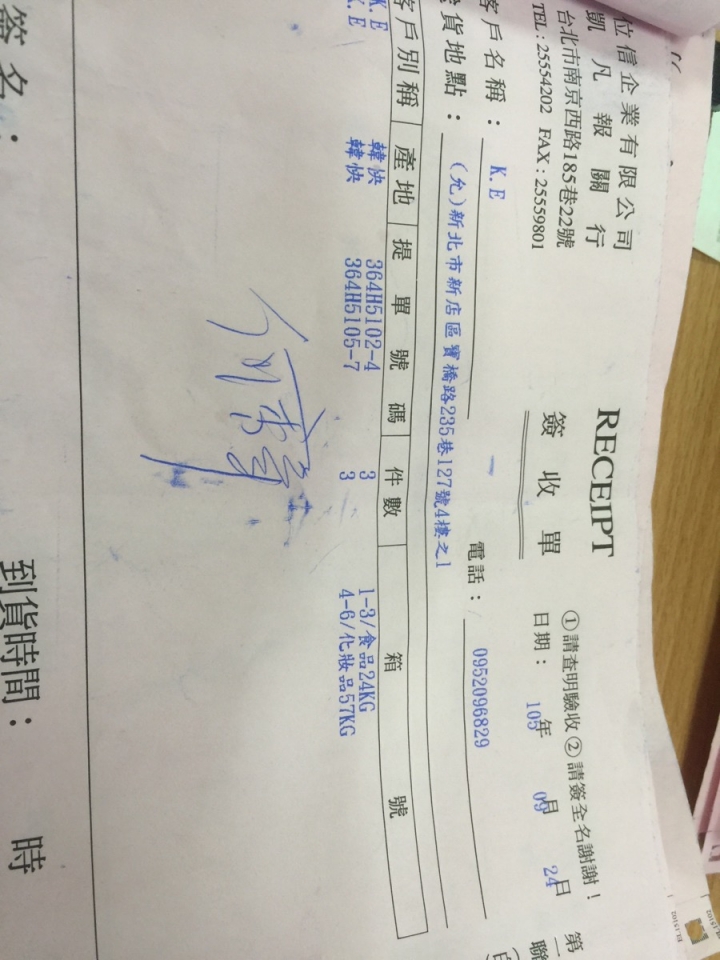 位信企業有限公司
凱凡報關行
台北市南京西路185巷22號
TEL:25554202 FAX:25559801
RECEIPT
簽收單
①請查明驗收②請簽全名謝謝!
日期: 105年 09月 24日
第一聯
客戶名稱: K.E
電話: 0952096829
貨地點: (允)新北市新店區寶橋路235巷127號4樓之1
客戶別稱 產地 提單號碼 件數 箱號
K.E 韓快 364H5102-4 3 1-3/食品24KG
K.E 韓快 364H5105-7 3 4-6/化妝品57KG
簽名: 到貨時間: 時